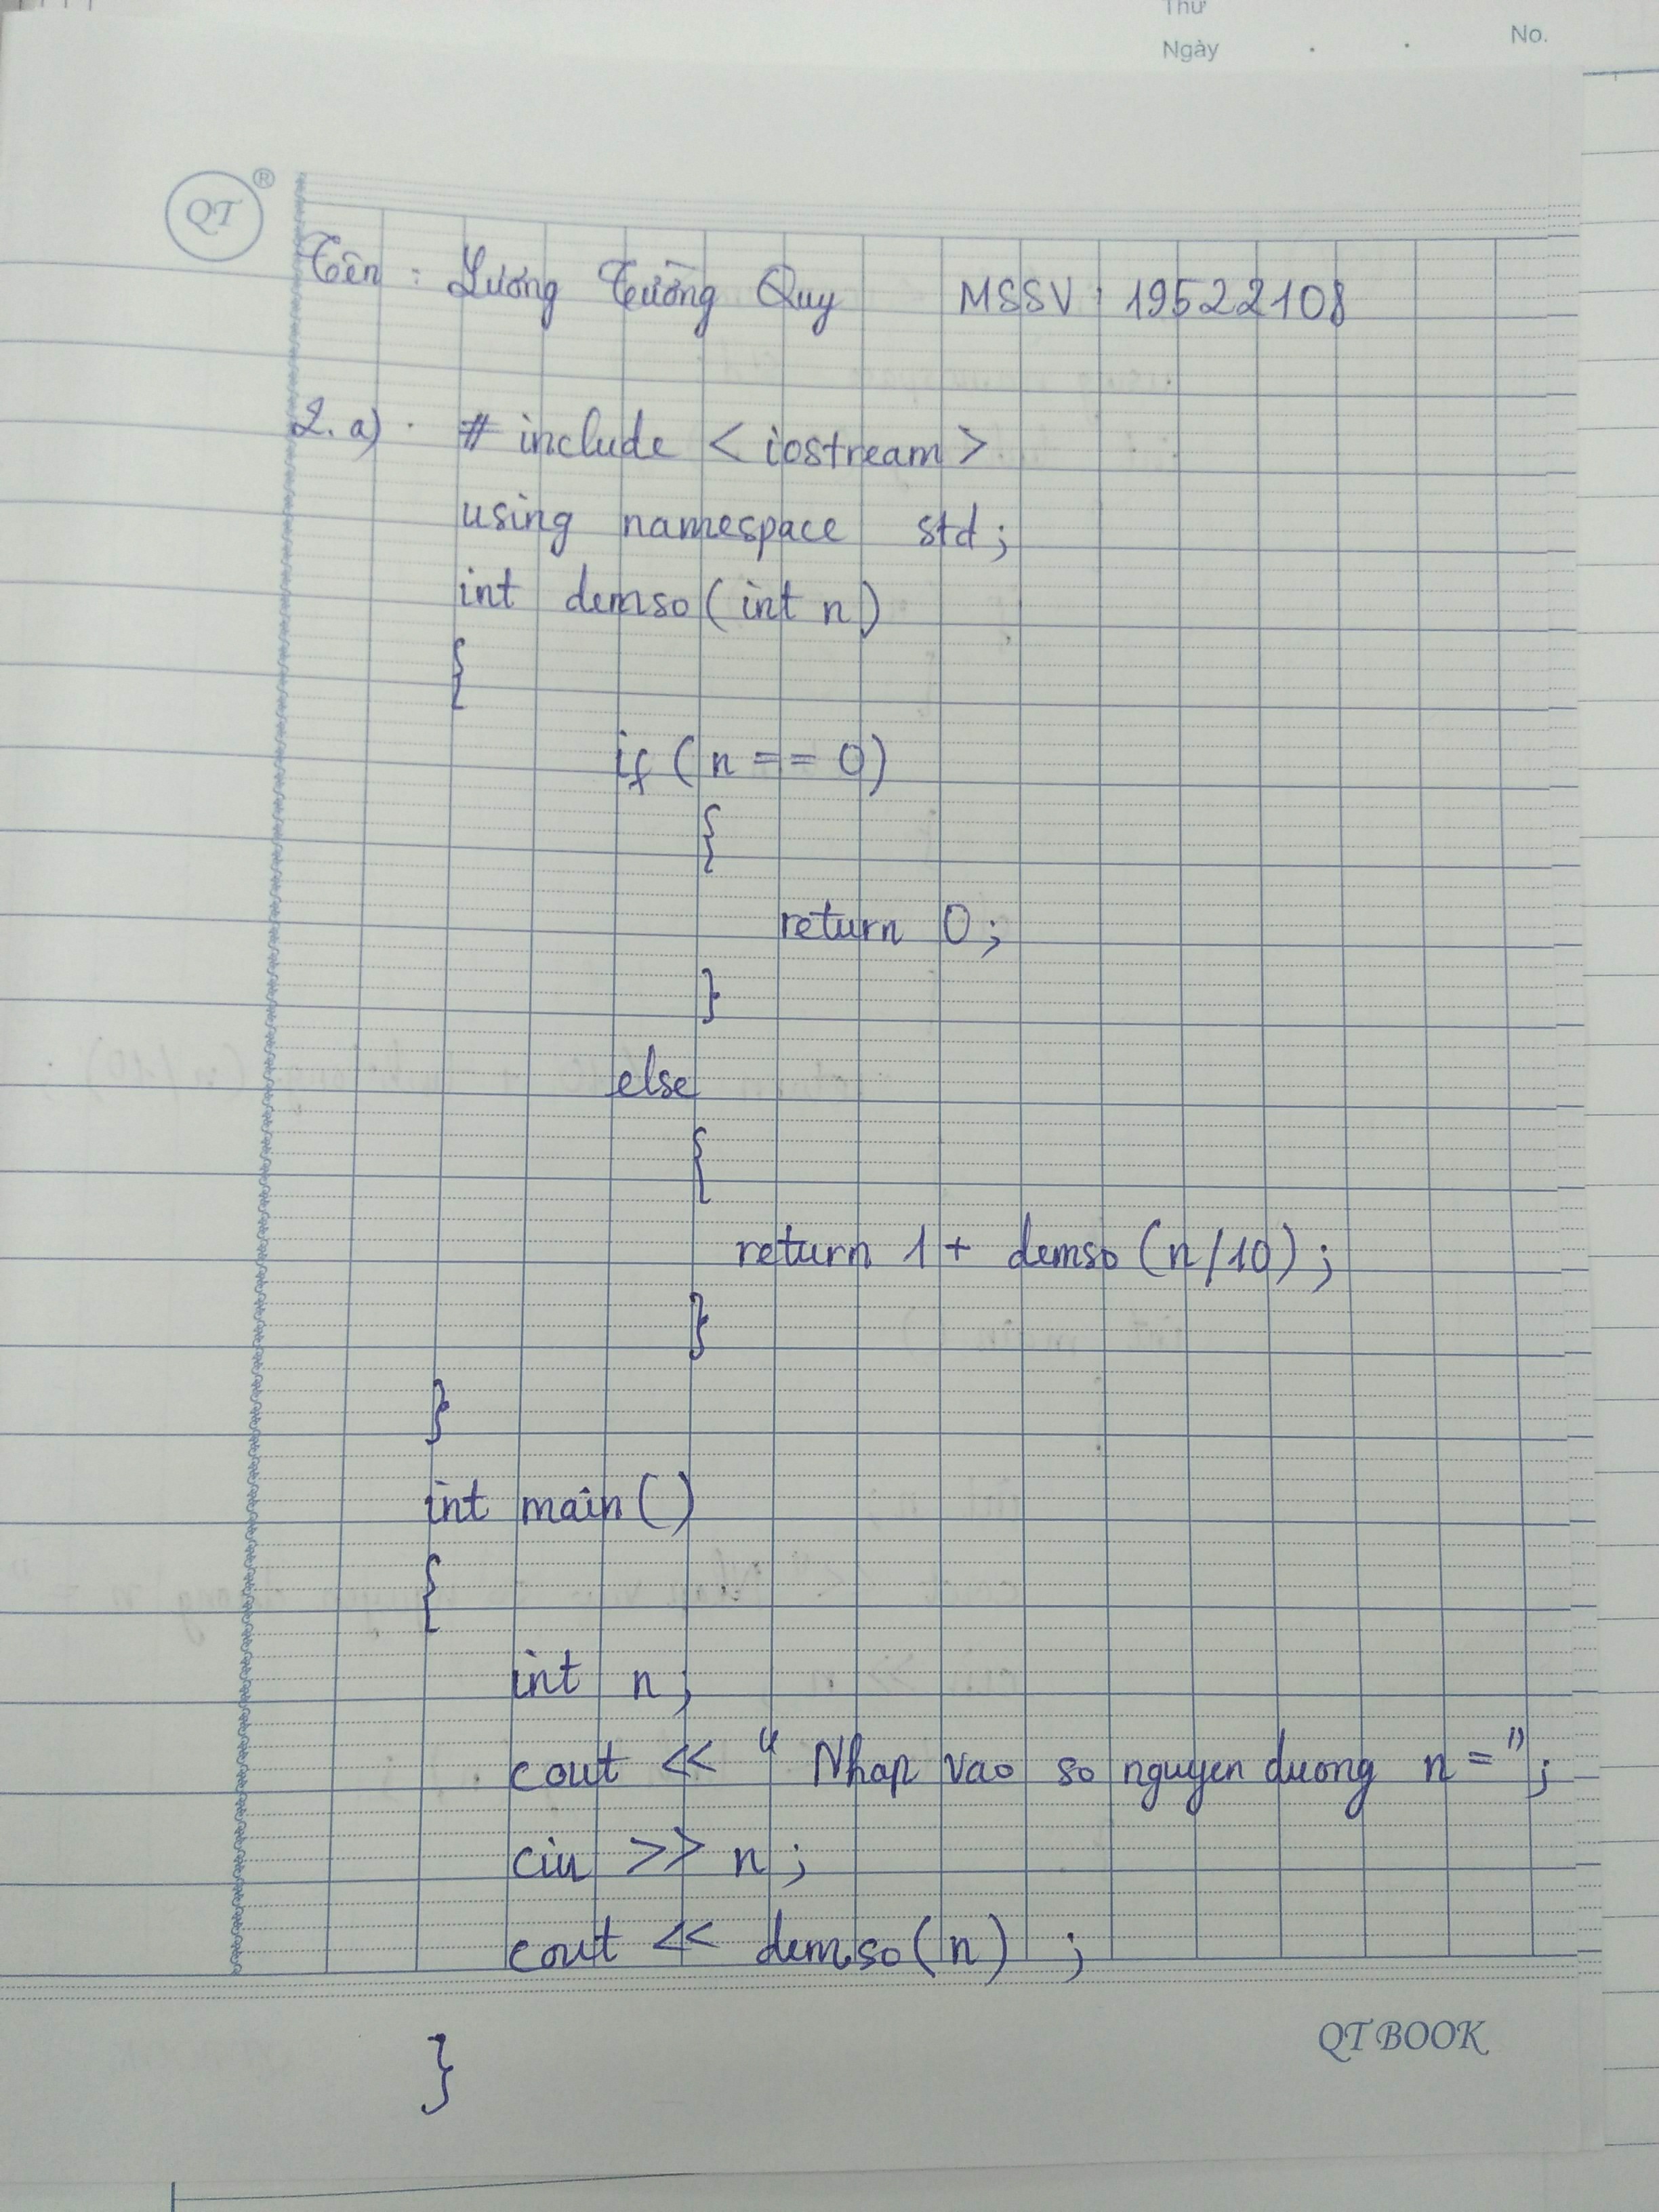 Thứ
Ngày
No.
QT ®
Tên : Lương Tường Quy MSSV : 19522108
2. a) . # include < iostream >
using namespace std ;
int demso ( int n )
{
if ( n == 0 )
{
return 0 ;
}
else
{
return 1 + demso ( n / 10 ) ;
}
}
int main ( )
{
int n ;
cout << “ Nhap vao so nguyen duong n = ” ;
cin >> n ;
cout << demso ( n ) ;
QT BOOK
}